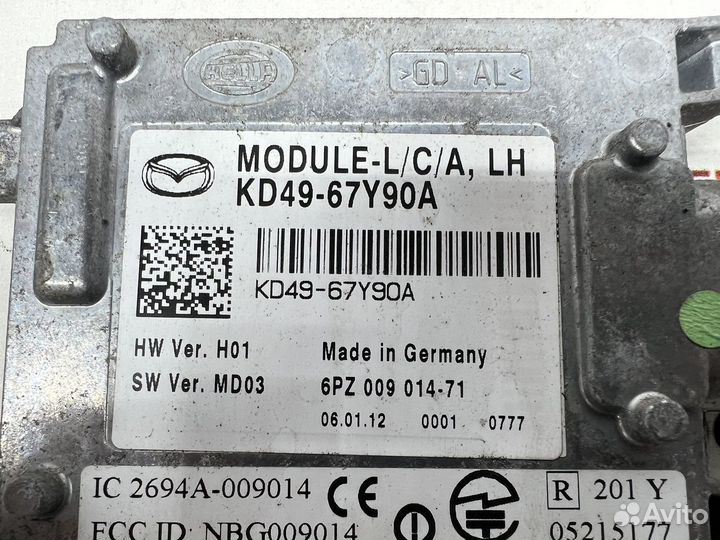 HELLA
>GD AL<
MODULE-L/C/A, LH
KD49-67Y90A
KD49-67Y90A
HW Ver. H01 Made in Germany
SW Ver. MD03 6PZ 009 014-71
06.01.12 0001 0777
IC 2694A-009014 CE R 201 Y
FCC ID: NBG009014 05215177
Avito